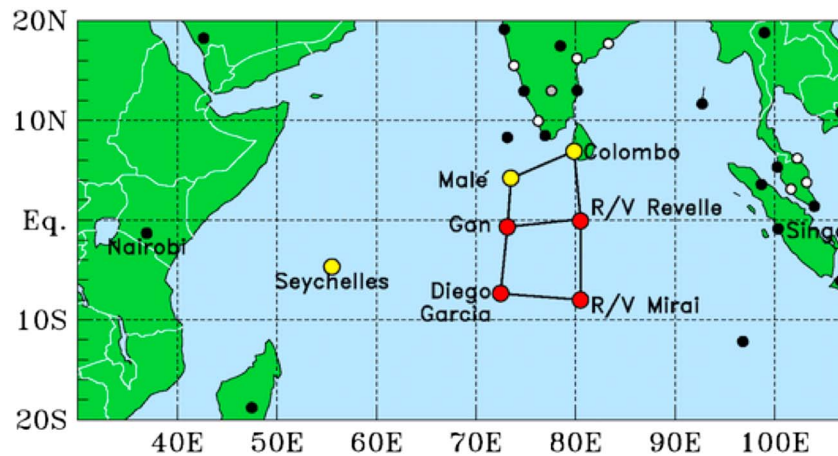 20N
10N
Colombo
Malé
R/V Revelle
Eq.
Gan
Nairobi
Singa
Seychelles
Diego
Garcia
R/V Mirai
10S
20S
40E
50E
60E
70E
80E
90E
100E